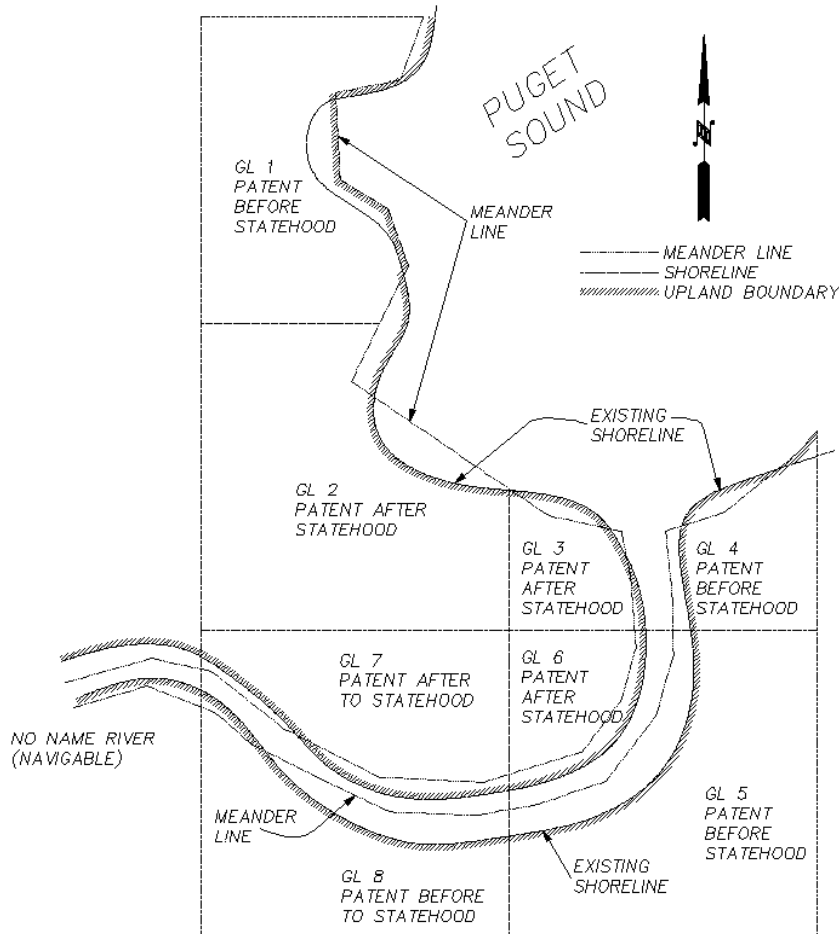 PUGET
SOUND
N
GL 1
PATENT
BEFORE
STATEHOOD
MEANDER
LINE
MEANDER LINE
SHORELINE
UPLAND BOUNDARY
EXISTING
SHORELINE
GL 2
PATENT AFTER
STATEHOOD
GL 3
PATENT
AFTER
STATEHOOD
GL 4
PATENT
BEFORE
STATEHOOD
GL 7
PATENT AFTER
TO STATEHOOD
GL 6
PATENT
AFTER
STATEHOOD
NO NAME RIVER
(NAVIGABLE)
MEANDER
LINE
GL 5
PATENT
BEFORE
STATEHOOD
GL 8
PATENT BEFORE
TO STATEHOOD
EXISTING
SHORELINE